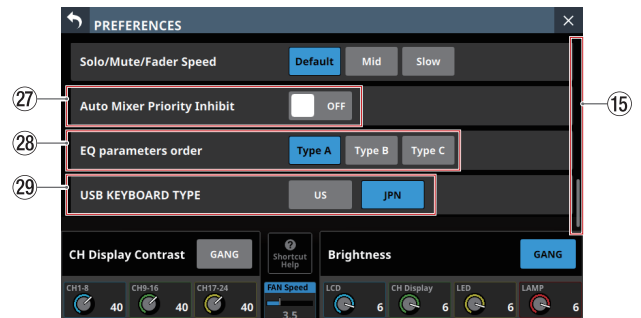 PREFERENCES
Solo/Mute/Fader Speed Default Mid Slow
27 Auto Mixer Priority Inhibit OFF 15
28 EQ parameters order Type A Type B Type C
29 USB KEYBOARD TYPE US JPN
CH Display Contrast GANG ? Shortcut Help Brightness GANG
CH1-8 CH9-16 CH17-24 FAN Speed LCD CH Display LED LAMP
40 40 40 3.5 6 6 6 6